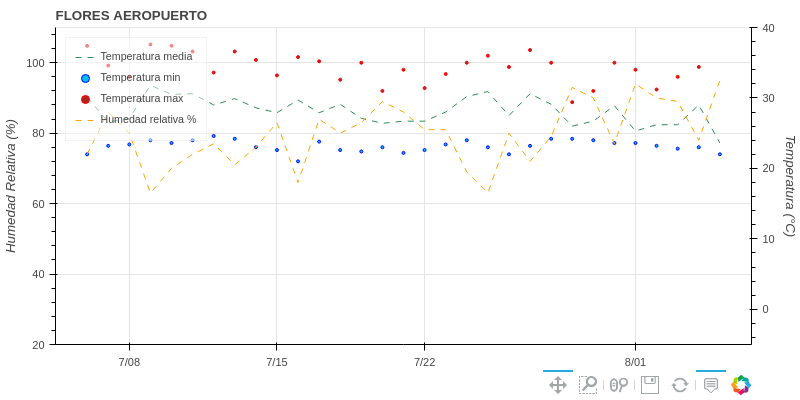 FLORES AEROPUERTO
Temperatura media
Temperatura min
Temperatura max
Humedad relativa %
Humedad Relativa (%)
100
80
60
40
20
Temperatura (°C)
40
30
20
10
0
7/08
7/15
7/22
8/01